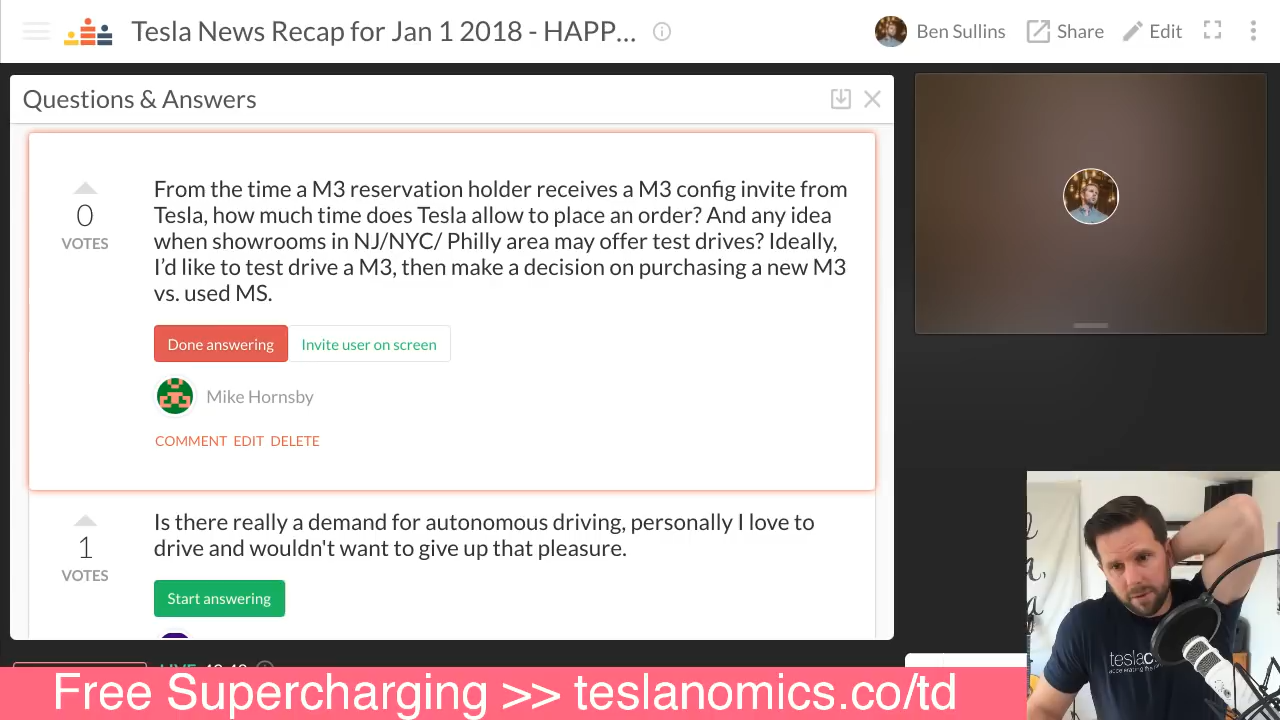 Tesla News Recap for Jan 1 2018 - HAPP...
Ben Sullins
Share
Edit
Questions & Answers
0
VOTES
From the time a M3 reservation holder receives a M3 config invite from
Tesla, how much time does Tesla allow to place an order? And any idea
when showrooms in NJ/NYC/ Philly area may offer test drives? Ideally,
I’d like to test drive a M3, then make a decision on purchasing a new M3
vs. used MS.
Done answering
Invite user on screen
Mike Hornsby
COMMENT EDIT DELETE
1
VOTES
Is there really a demand for autonomous driving, personally I love to
drive and wouldn't want to give up that pleasure.
Start answering
Free Supercharging >> teslanomics.co/td